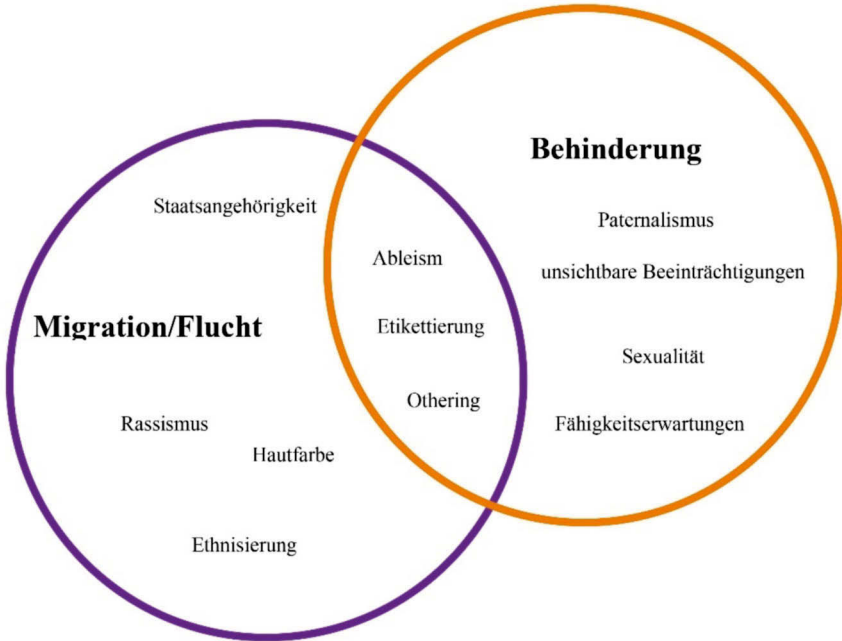 Behinderung
Staatsangehörigkeit
Paternalismus
Ableism
unsichtbare Beeinträchtigungen
Migration/Flucht
Etikettierung
Sexualität
Othering
Rassismus
Fähigkeitserwartungen
Hautfarbe
Ethnisierung